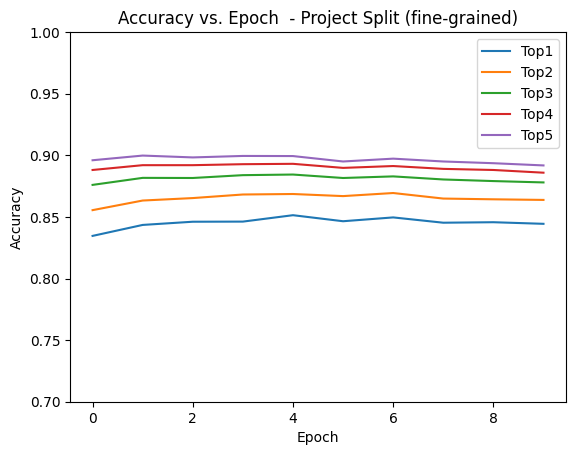 Accuracy vs. Epoch  - Project Split (fine-grained)
1.00
0.95
0.90
0.85
0.80
0.75
0.70
Accuracy
Top1
Top2
Top3
Top4
Top5
0 2 4 6 8
Epoch